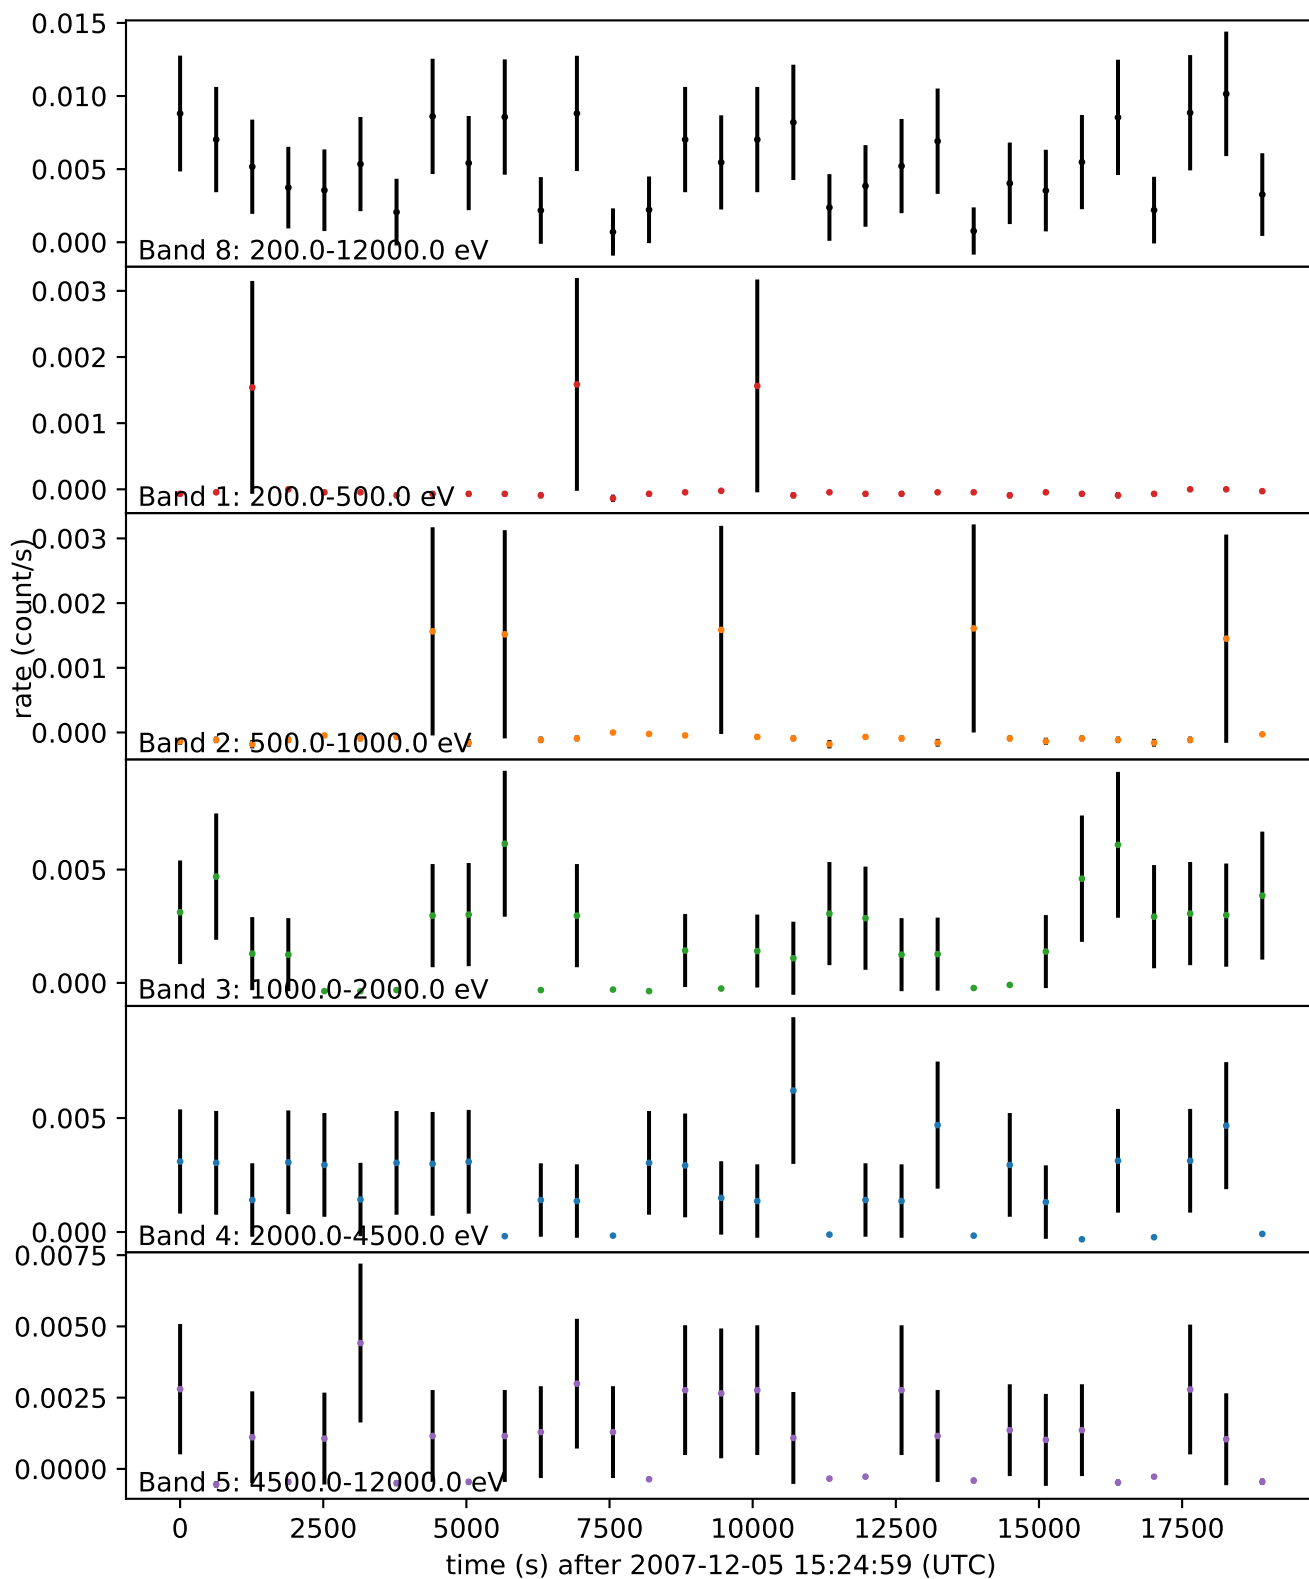 0.015
0.010
0.005
0.000
Band 8: 200.0-12000.0 eV
0.003
0.002
0.001
0.000
Band 1: 200.0-500.0 eV
rate (count/s)
0.003
0.002
0.001
0.000
Band 2: 500.0-1000.0 eV
0.005
0.000
Band 3: 1000.0-2000.0 eV
0.005
0.000
Band 4: 2000.0-4500.0 eV
0.0075
0.0050
0.0025
0.0000
Band 5: 4500.0-12000.0 eV
0 2500 5000 7500 10000 12500 15000 17500
time (s) after 2007-12-05 15:24:59 (UTC)